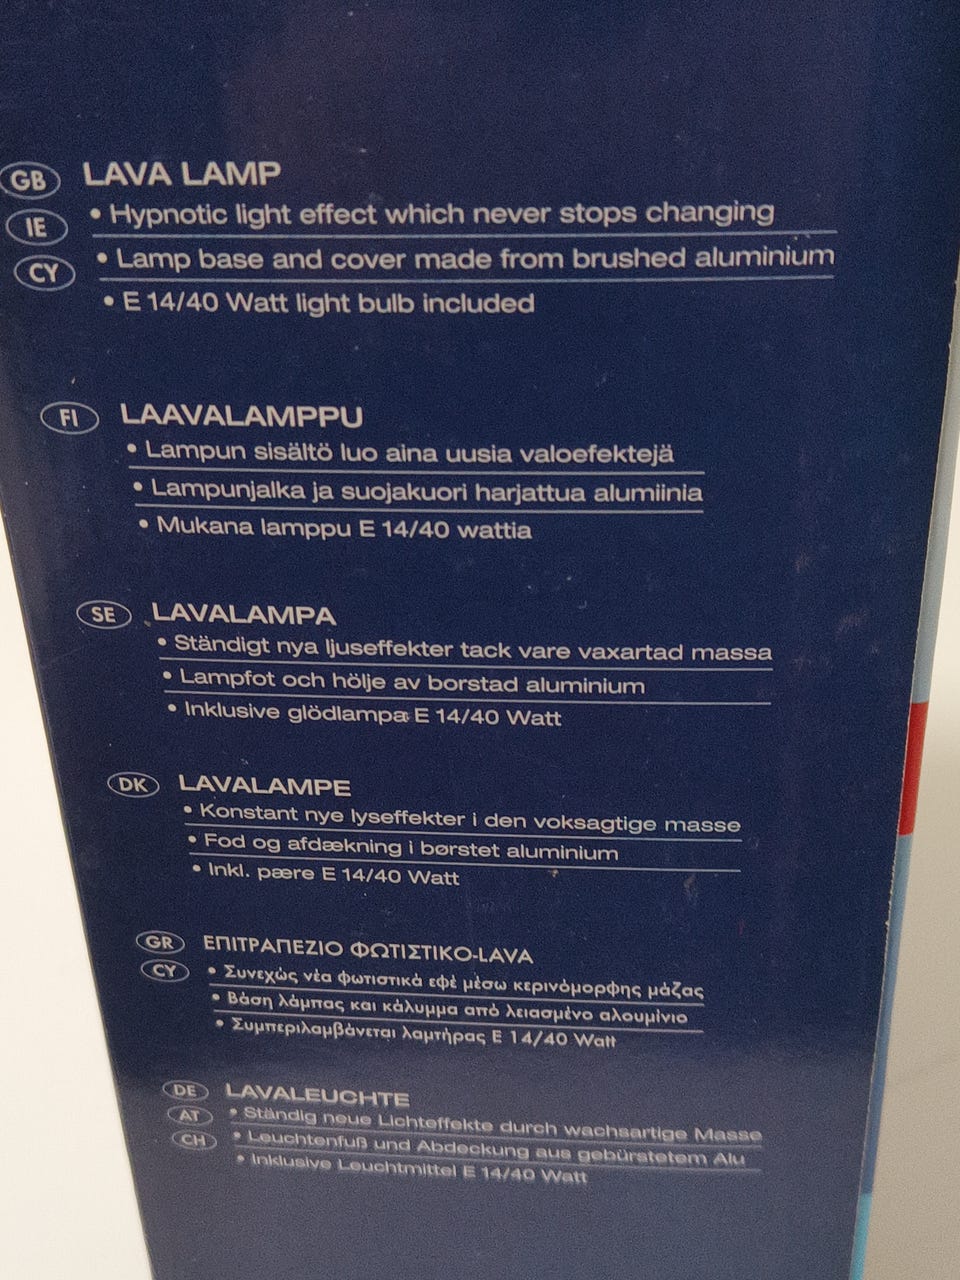 GB LAVA LAMP
IE • Hypnotic light effect which never stops changing
CY • Lamp base and cover made from brushed aluminium
• E 14/40 Watt light bulb included
FI LAAVALAMPPU
• Lampun sisältö luo aina uusia valoefektejä
• Lampunjalka ja suojakuori harjattua alumiinia
• Mukana lamppu E 14/40 wattia
SE LAVALAMPA
• Ständigt nya ljuseffekter tack vare vaxartad massa
• Lampfot och hölje av borstad aluminium
• Inklusive glödlampa E 14/40 Watt
DK LAVALAMPE
• Konstant nye lyseffekter i den voksagtige masse
• Fod og afdækning i børstet aluminium
• Inkl. pære E 14/40 Watt
GR ΕΠΙΤΡΑΠΕΖΙΟ ΦΩΤΙΣΤΙΚΟ-LAVA
CY • Συνεχώς νέα φωτιστικά εφέ μέσω κερινόμορφης μάζας
• Βάση λάμπας και κάλυμμα από λειασμένο αλουμίνιο
• Συμπεριλαμβάνεται λαμτήρας E 14/40 Watt
DE LAVALEUCHTE
AT • Ständig neue Lichteffekte durch wachsartige Masse
CH • Leuchtenfuß und Abdeckung aus gebürstetem Alu
• Inklusive Leuchtmittel E 14/40 Watt